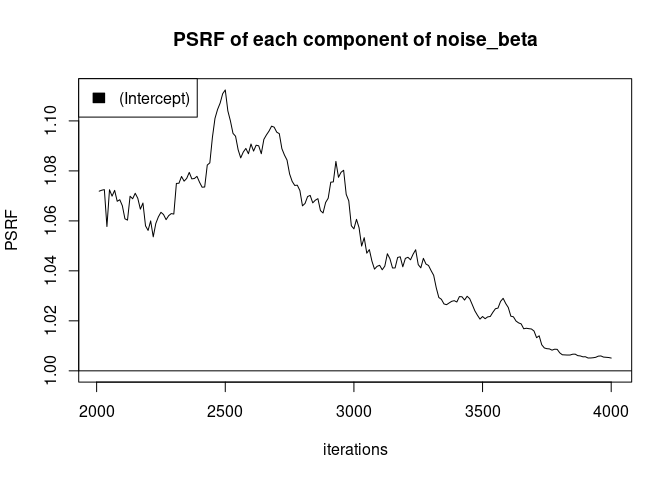 PSRF of each component of noise_beta
(Intercept)
PSRF
1.10
1.08
1.06
1.04
1.02
1.00
2000 2500 3000 3500 4000
iterations